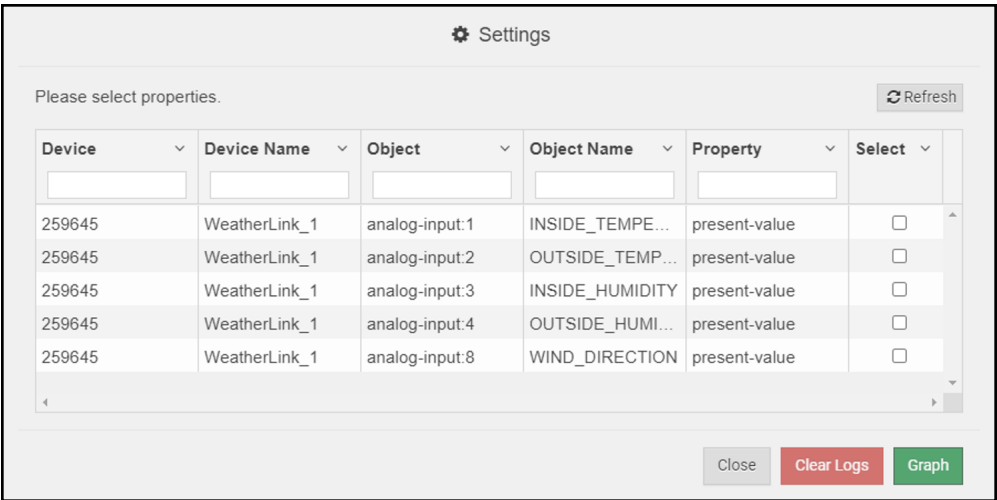 Settings
Please select properties.
Refresh
Device Device Name Object Object Name Property Select
259645 WeatherLink_1 analog-input:1 INSIDE_TEMPE... present-value
259645 WeatherLink_1 analog-input:2 OUTSIDE_TEMP... present-value
259645 WeatherLink_1 analog-input:3 INSIDE_HUMIDITY present-value
259645 WeatherLink_1 analog-input:4 OUTSIDE_HUMI... present-value
259645 WeatherLink_1 analog-input:8 WIND_DIRECTION present-value
Close Clear Logs Graph